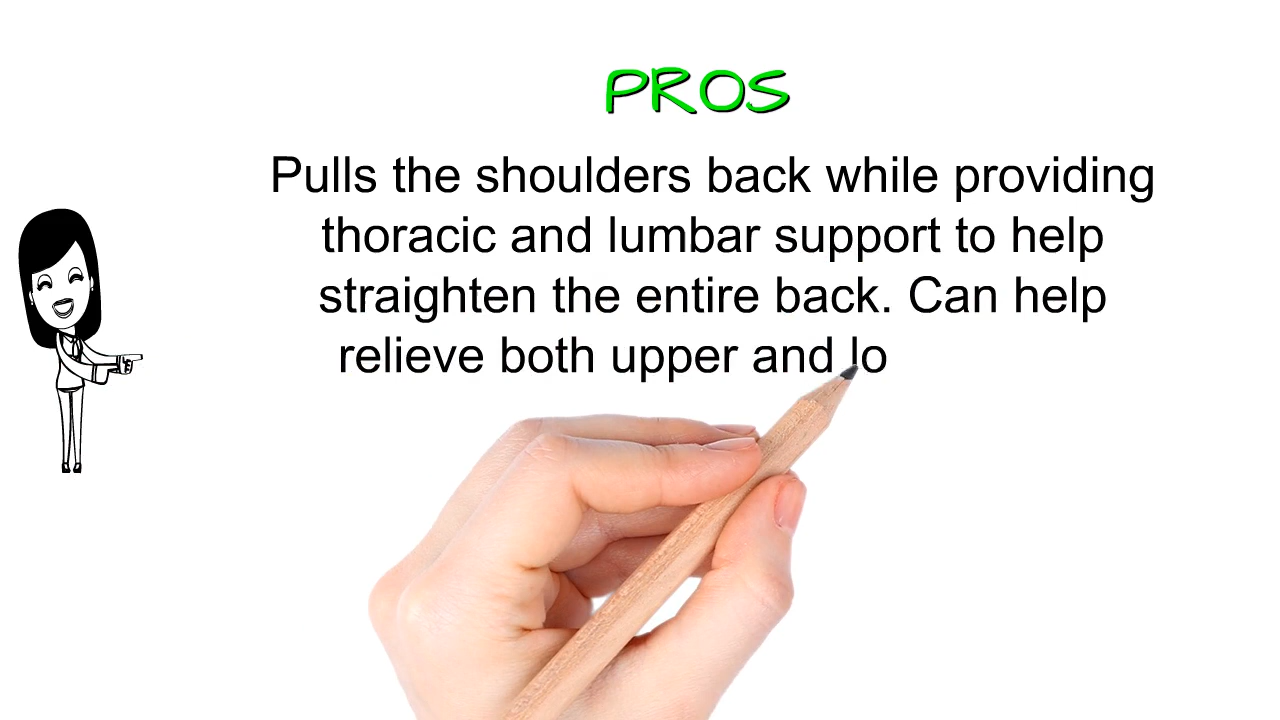 PROS
Pulls the shoulders back while providing
thoracic and lumbar support to help
straighten the entire back. Can help
relieve both upper and lo